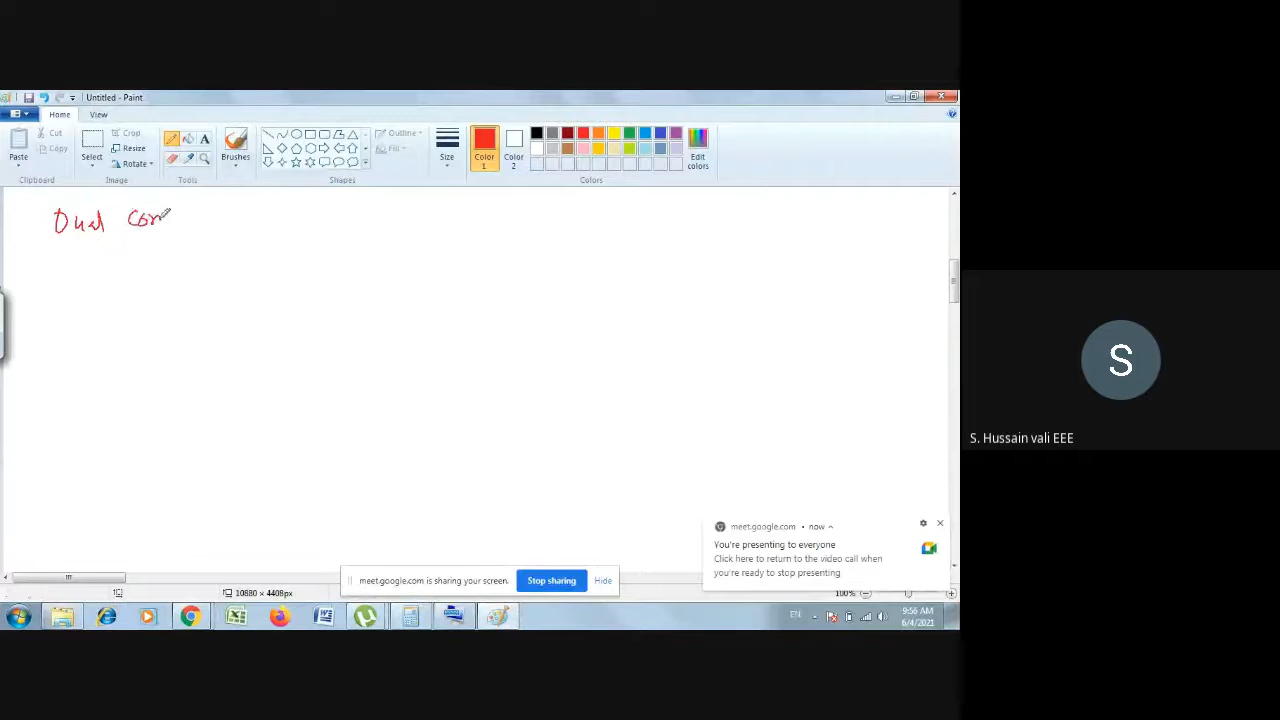 Untitled - Paint
Home View
Cut
Copy
Paste
Clipboard
Crop
Resize
Rotate
Select
Image
Tools
Brushes
Outline
Fill
Shapes
Size
Color 1
Color 2
Edit colors
Colors
Dual Con
S
S. Hussain vali EEE
meet.google.com • now
You're presenting to everyone
Click here to return to the video call when
you're ready to stop presenting
meet.google.com is sharing your screen. Stop sharing Hide
10880 × 4408px
100%
EN
9:56 AM
6/4/2021